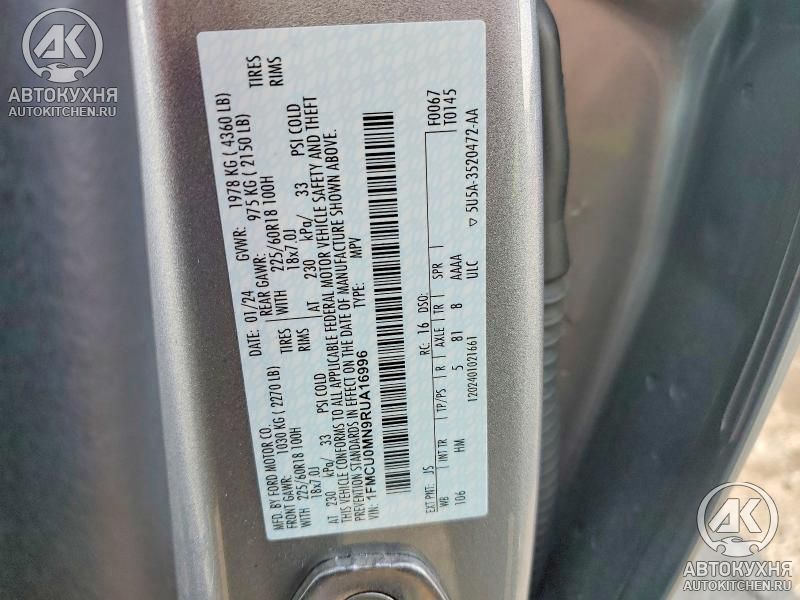 АК
АВТОКУХНЯ
AUTOKITCHEN.RU
MFD. BY FORD MOTOR CO.
DATE: 01/24 GVWR: 1978 KG ( 4360 LB)
FRONT GAWR: 1030 KG ( 2270 LB) REAR GAWR: 975 KG ( 2150 LB)
WITH 225/60R18 100H TIRES WITH 225/60R18 100H TIRES
18x7.0J RIMS 18x7.0J RIMS
AT 230 kPa/ 33 PSI COLD AT 230 kPa/ 33 PSI COLD
THIS VEHICLE CONFORMS TO ALL APPLICABLE FEDERAL MOTOR VEHICLE SAFETY AND THEFT
PREVENTION STANDARDS IN EFFECT ON THE DATE OF MANUFACTURE SHOWN ABOVE.
VIN: 1FMCU0MN9RUA16996 TYPE: MPV
F0067
T0145
EXT PNT: JS RC: 16 DSO:
WB INT TR TP/PS R AXLE TR SPR
106 HM 5 81 8 AAAA
1202401021661 ULC
▽ 5U5A-3520472-AA
АК
АВТОКУХНЯ
AUTOKITCHEN.RU